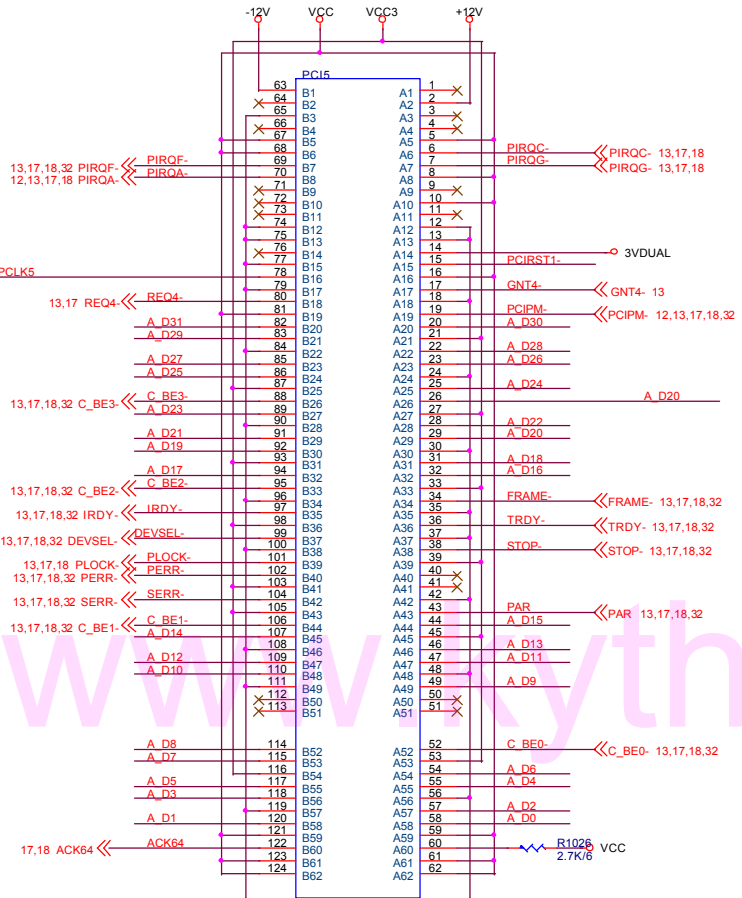 -12V VCC VCC3 +12V
PCI5
63 B1 A1 1
64 B2 A2 2
65 B3 A3 3
66 B4 A4 4
67 B5 A5 5
68 B6 A6 6 PIRQC- PIRQC- 13,17,18
13,17,18,32 PIRQF- PIRQF- 69 B7 A7 7 PIRQG- PIRQG- 13,17,18
12,13,17,18 PIRQA- PIRQA- 70 B8 A8 8
71 B9 A9 9
72 B10 A10 10
73 B11 A11 11
74 B12 A12 12
75 B13 A13 13
76 B14 A14 14 3VDUAL
77 B15 A15 15 PCIRST1-
PCLK5 78 B16 A16 16
79 B17 A17 17 GNT4- GNT4- 13
13,17 REQ4- REQ4- 80 B18 A18 18
81 B19 A19 19 PCIPM- PCIPM- 12,13,17,18,32
A_D31 82 B20 A20 20 A_D30
A_D29 83 B21 A21 21
84 B22 A22 22 A_D28
A_D27 85 B23 A23 23 A_D26
A_D25 86 B24 A24 24
87 B25 A25 25 A_D24
13,17,18,32 C_BE3- C_BE3- 88 B26 A26 26 A_D20
A_D23 89 B27 A27 27
90 B28 A28 28 A_D22
A_D21 91 B29 A29 29 A_D20
A_D19 92 B30 A30 30
93 B31 A31 31 A_D18
A_D17 94 B32 A32 32 A_D16
13,17,18,32 C_BE2- C_BE2- 95 B33 A33 33
96 B34 A34 34 FRAME- FRAME- 13,17,18,32
13,17,18,32 IRDY- IRDY- 97 B35 A35 35
98 B36 A36 36 TRDY- TRDY- 13,17,18,32
13,17,18,32 DEVSEL- DEVSEL- 99 B37 A37 37
100 B38 A38 38 STOP- STOP- 13,17,18,32
13,17,18 PLOCK- PLOCK- 101 B39 A39 39
13,17,18,32 PERR- PERR- 102 B40 A40 40
103 B41 A41 41
13,17,18,32 SERR- SERR- 104 B42 A42 42
105 B43 A43 43 PAR PAR 13,17,18,32
13,17,18,32 C_BE1- C_BE1- 106 B44 A44 44 A_D15
A_D14 107 B45 A45 45
108 B46 A46 46 A_D13
A_D12 109 B47 A47 47 A_D11
A_D10 110 B48 A48 48
111 B49 A49 49 A_D9
112 B50 A50 50
113 B51 A51 51
www.kyth
A_D8 114 B52 A52 52 C_BE0- C_BE0- 13,17,18,32
A_D7 115 B53 A53 53
116 B54 A54 54 A_D6
A_D5 117 B55 A55 55 A_D4
A_D3 118 B56 A56 56
119 B57 A57 57 A_D2
A_D1 120 B58 A58 58 A_D0
121 B59 A59 59
17,18 ACK64 ACK64 122 B60 A60 60 R1026 VCC
123 B61 A61 61 2.7K/6
124 B62 A62 62